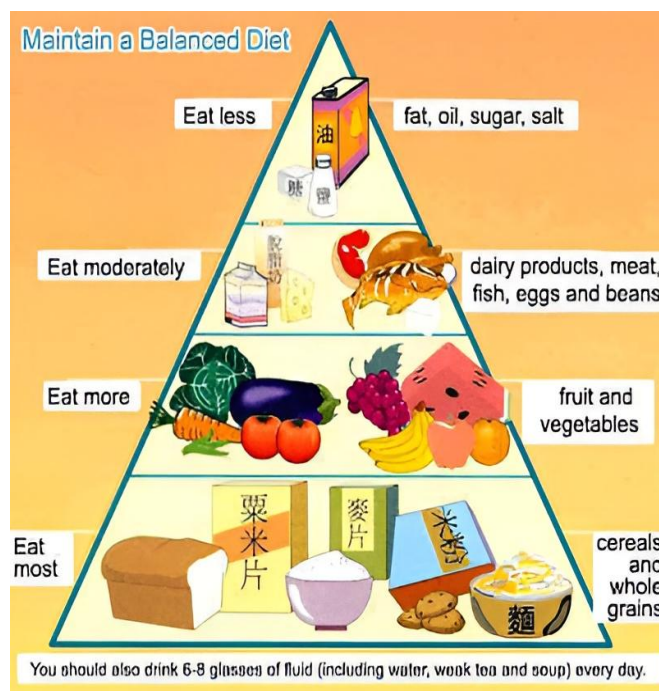 Maintain a Balanced Diet
Eat less
fat, oil, sugar, salt
油
糖
鹽
Eat moderately
脫脂奶
dairy products, meat,
fish, eggs and beans
Eat more
fruit and
vegetables
Eat
most
粟米片
麥片
米粉
麵
cereals
and
whole
grains
You should also drink 6-8 glasses of fluid (including water, weak tea and soup) every day.